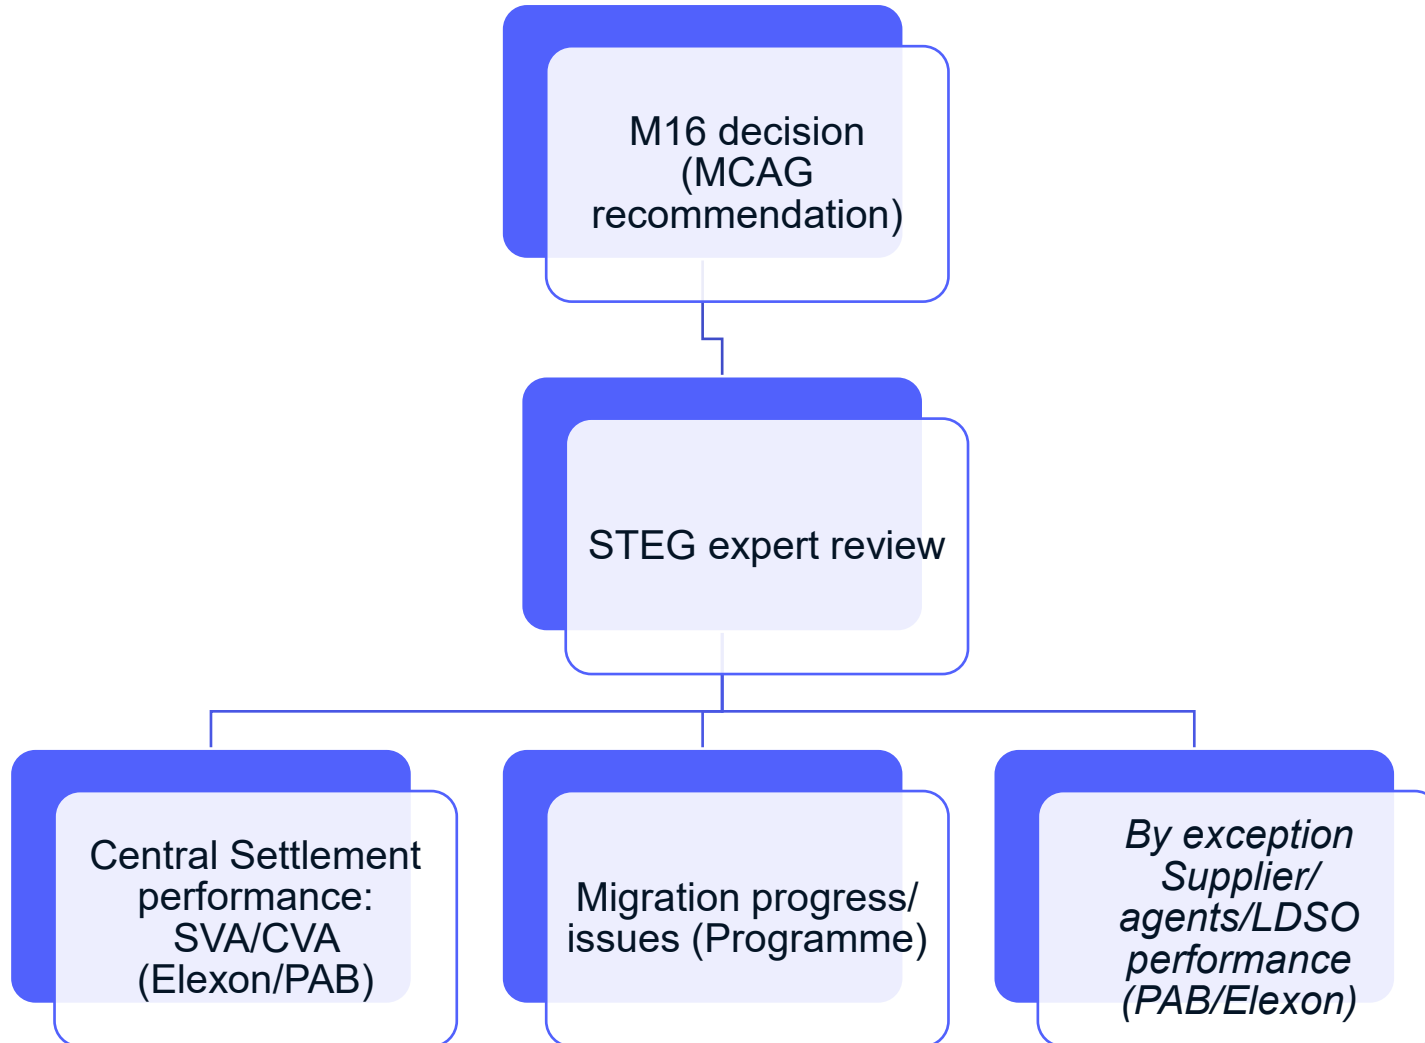 M16 decision
(MCAG
recommendation)
STEG expert review
Central Settlement
performance:
SVA/CVA
(Elexon/PAB)
Migration progress/
issues (Programme)
By exception
Supplier/
agents/LDSO
performance
(PAB/Elexon)